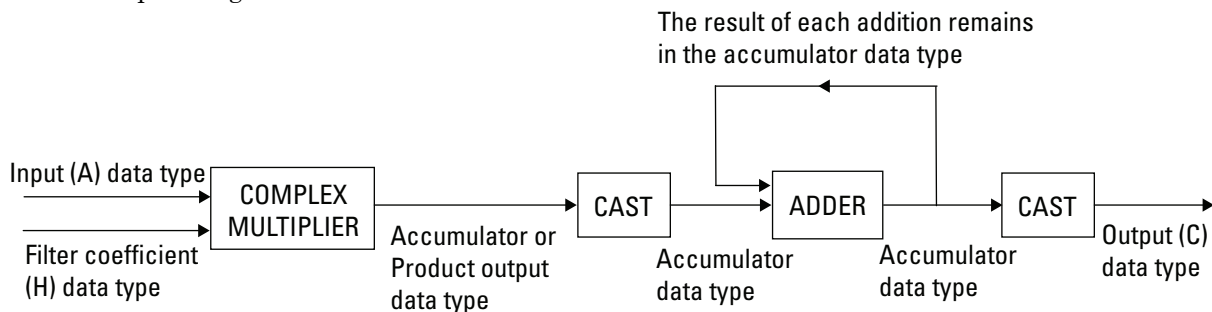 The result of each addition remains
in the accumulator data type
Input (A) data type
COMPLEX
MULTIPLIER
Filter coefficient
(H) data type
Accumulator or
Product output
data type
CAST
Accumulator
data type
ADDER
Accumulator
data type
CAST
Output (C)
data type